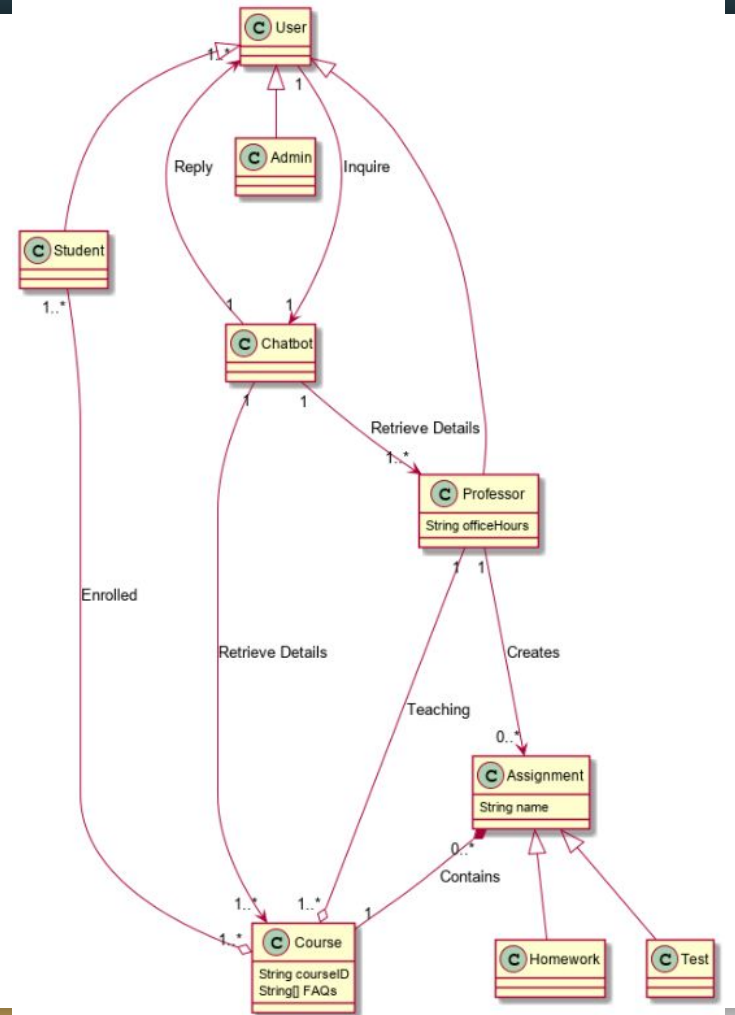 C User
1..*
1
C Admin
Reply
Inquire
C Student
1..*
1
1
C Chatbot
1
1
Retrieve Details
1..*
C Professor
String officeHours
1
1
Enrolled
Retrieve Details
Creates
Teaching
0..*
C Assignment
String name
0..*
Contains
1..*
1..*
1
1..*
C Course
String courseID
String[] FAQs
C Homework
C Test